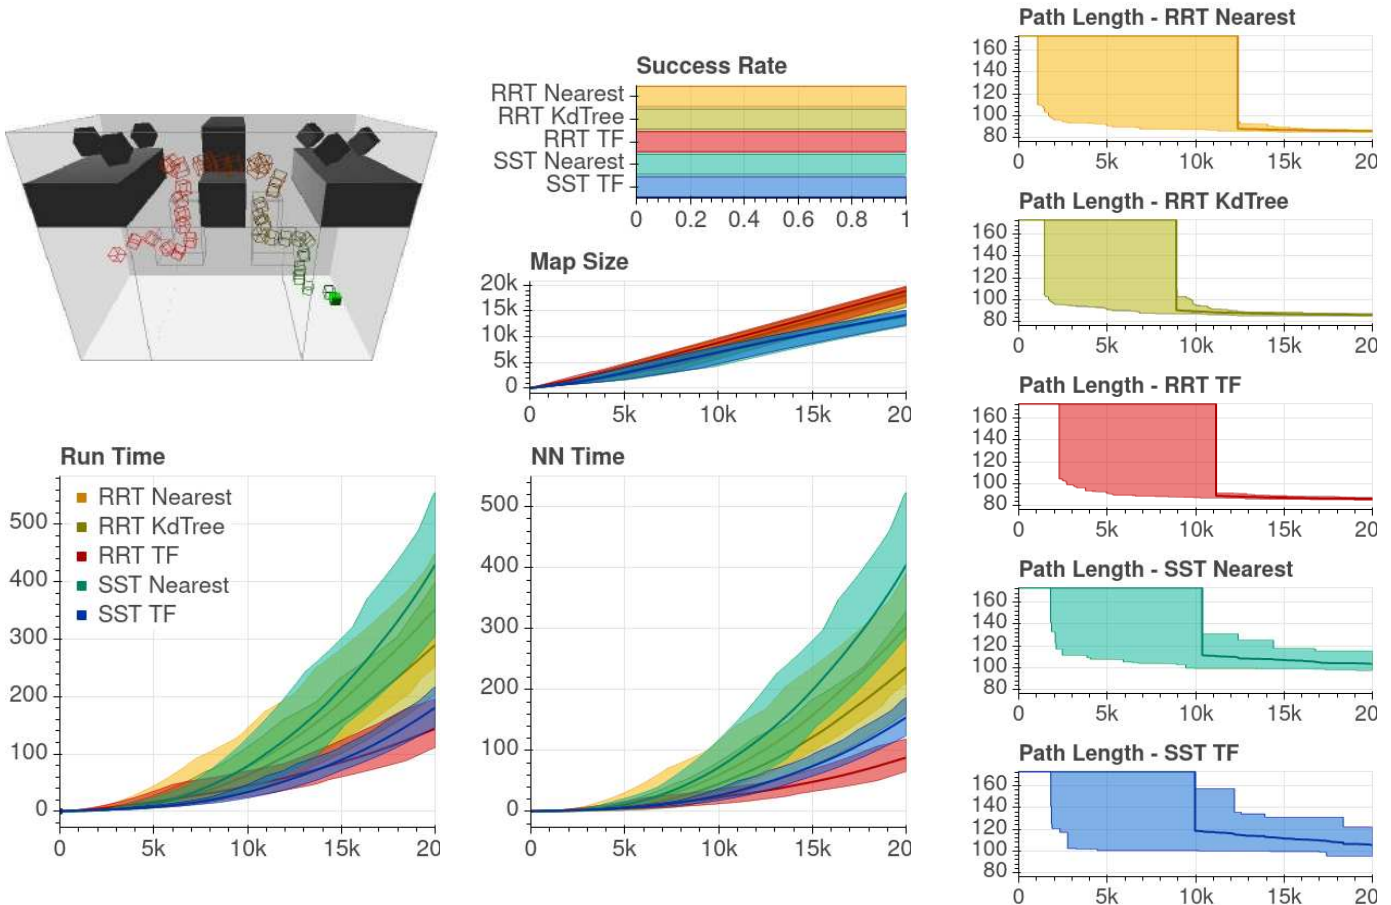 Success Rate
RRT Nearest
RRT KdTree
RRT TF
SST Nearest
SST TF
0 0.2 0.4 0.6 0.8 1
Map Size
20k
15k
10k
5k
0
0 5k 10k 15k 20
Run Time
RRT Nearest
RRT KdTree
RRT TF
SST Nearest
SST TF
500
400
300
200
100
0
0 5k 10k 15k 20
NN Time
500
400
300
200
100
0
0 5k 10k 15k 20
Path Length - RRT Nearest
160
140
120
100
80
0 5k 10k 15k 20
Path Length - RRT KdTree
160
140
120
100
80
0 5k 10k 15k 20
Path Length - RRT TF
160
140
120
100
80
0 5k 10k 15k 20
Path Length - SST Nearest
160
140
120
100
80
0 5k 10k 15k 20
Path Length - SST TF
160
140
120
100
80
0 5k 10k 15k 20